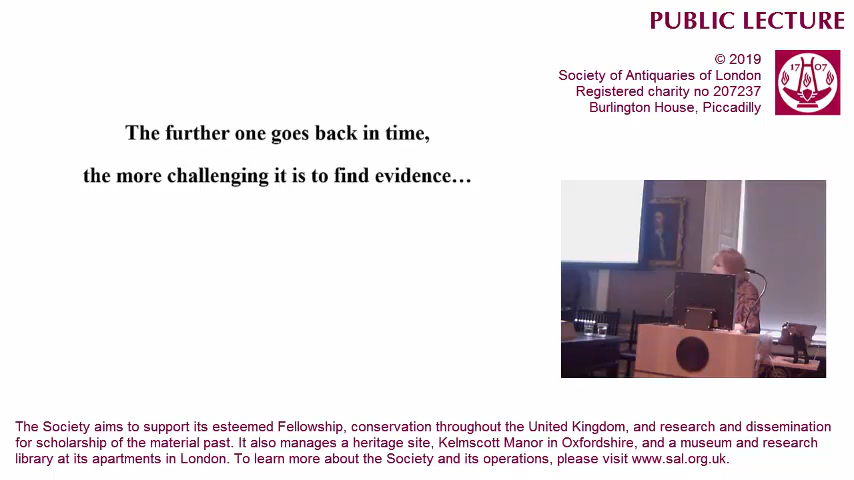 PUBLIC LECTURE
© 2019
Society of Antiquaries of London
Registered charity no 207237
Burlington House, Piccadilly
1707
The further one goes back in time,
the more challenging it is to find evidence…
The Society aims to support its esteemed Fellowship, conservation throughout the United Kingdom, and research and dissemination
for scholarship of the material past. It also manages a heritage site, Kelmscott Manor in Oxfordshire, and a museum and research
library at its apartments in London. To learn more about the Society and its operations, please visit www.sal.org.uk.